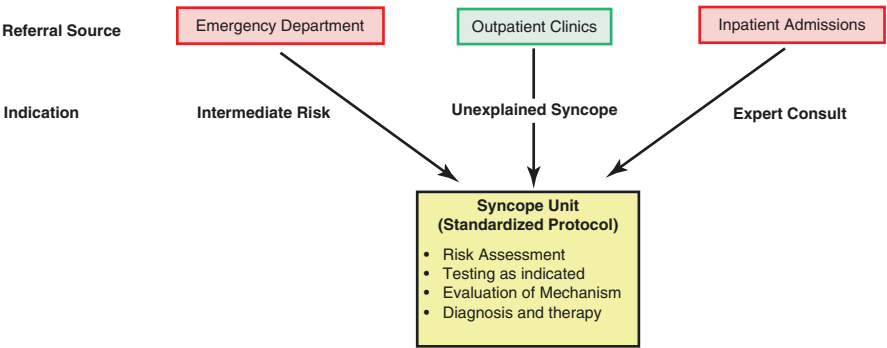 Referral Source
Emergency Department
Outpatient Clinics
Inpatient Admissions
Indication
Intermediate Risk
Unexplained Syncope
Expert Consult
Syncope Unit
(Standardized Protocol)
• Risk Assessment
• Testing as indicated
• Evaluation of Mechanism
• Diagnosis and therapy